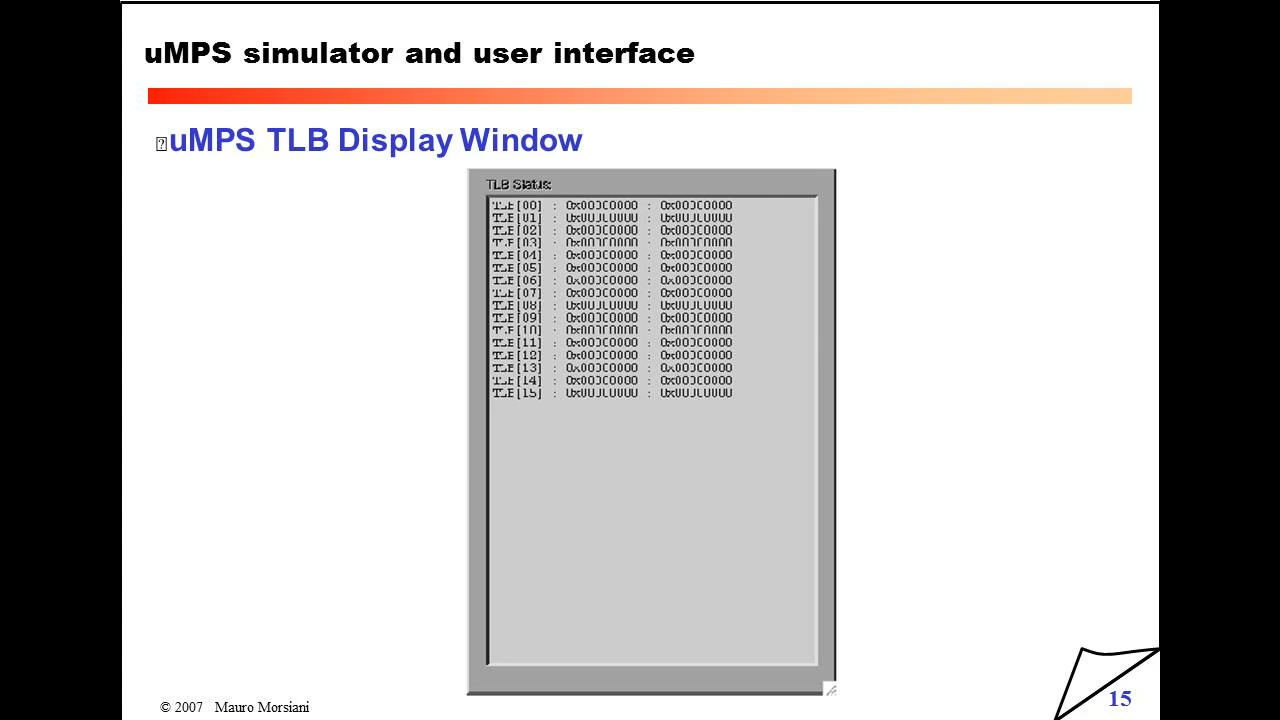 uMPS simulator and user interface
uMPS TLB Display Window
TLB Status:
TLB[00] : 0x00000000 : 0x00000000
TLB[01] : 0x00000000 : 0x00000000
TLB[02] : 0x00000000 : 0x00000000
TLB[03] : 0x00000000 : 0x00000000
TLB[04] : 0x00000000 : 0x00000000
TLB[05] : 0x00000000 : 0x00000000
TLB[06] : 0x00000000 : 0x00000000
TLB[07] : 0x00000000 : 0x00000000
TLB[08] : 0x00000000 : 0x00000000
TLB[09] : 0x00000000 : 0x00000000
TLB[10] : 0x00000000 : 0x00000000
TLB[11] : 0x00000000 : 0x00000000
TLB[12] : 0x00000000 : 0x00000000
TLB[13] : 0x00000000 : 0x00000000
TLB[14] : 0x00000000 : 0x00000000
TLB[15] : 0x00000000 : 0x00000000
© 2007 Mauro Morsiani
15